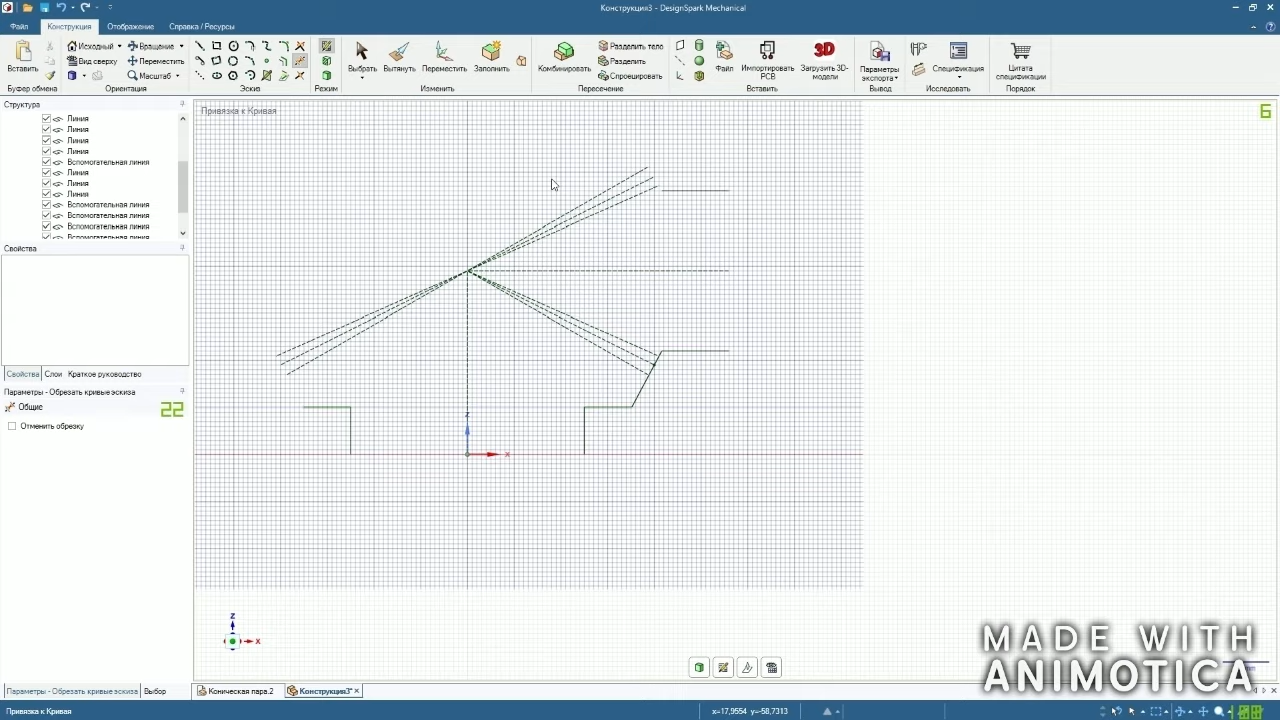 Конструкция3 - DesignSpark Mechanical
Файл Конструкция Отображение Справка / Ресурсы
Вставить
Исходный Вращение
Вид сверху Переместить
Масштаб
Выбрать Вытянуть Переместить Заполнить
Комбинировать
Разделить тело
Разделить
Спроецировать
Файл Импортировать PCB Загрузить 3D-модели
Параметры экспорта
Спецификация
Цитата спецификации
Буфер обмена Ориентация Эскиз Режим Изменить Пересечение Вставить Вывод Исследовать Порядок
Структура
Привязка к Кривая
6
Линия
Линия
Линия
Линия
Вспомогательная линия
Линия
Линия
Линия
Вспомогательная линия
Вспомогательная линия
Вспомогательная линия
Вспомогательная линия
Свойства
Свойства Слои Краткое руководство
Параметры - Обрезать кривые эскиза
Общие
22
Отменить обрезку
Z
X
Z
X
MADE WITH
ANIMOTICA
Параметры - Обрезать кривые эскиза Выбор
Коническая пара.2 Конструкция3*
Привязка к Кривая
x=17,9554 y=-58,7313